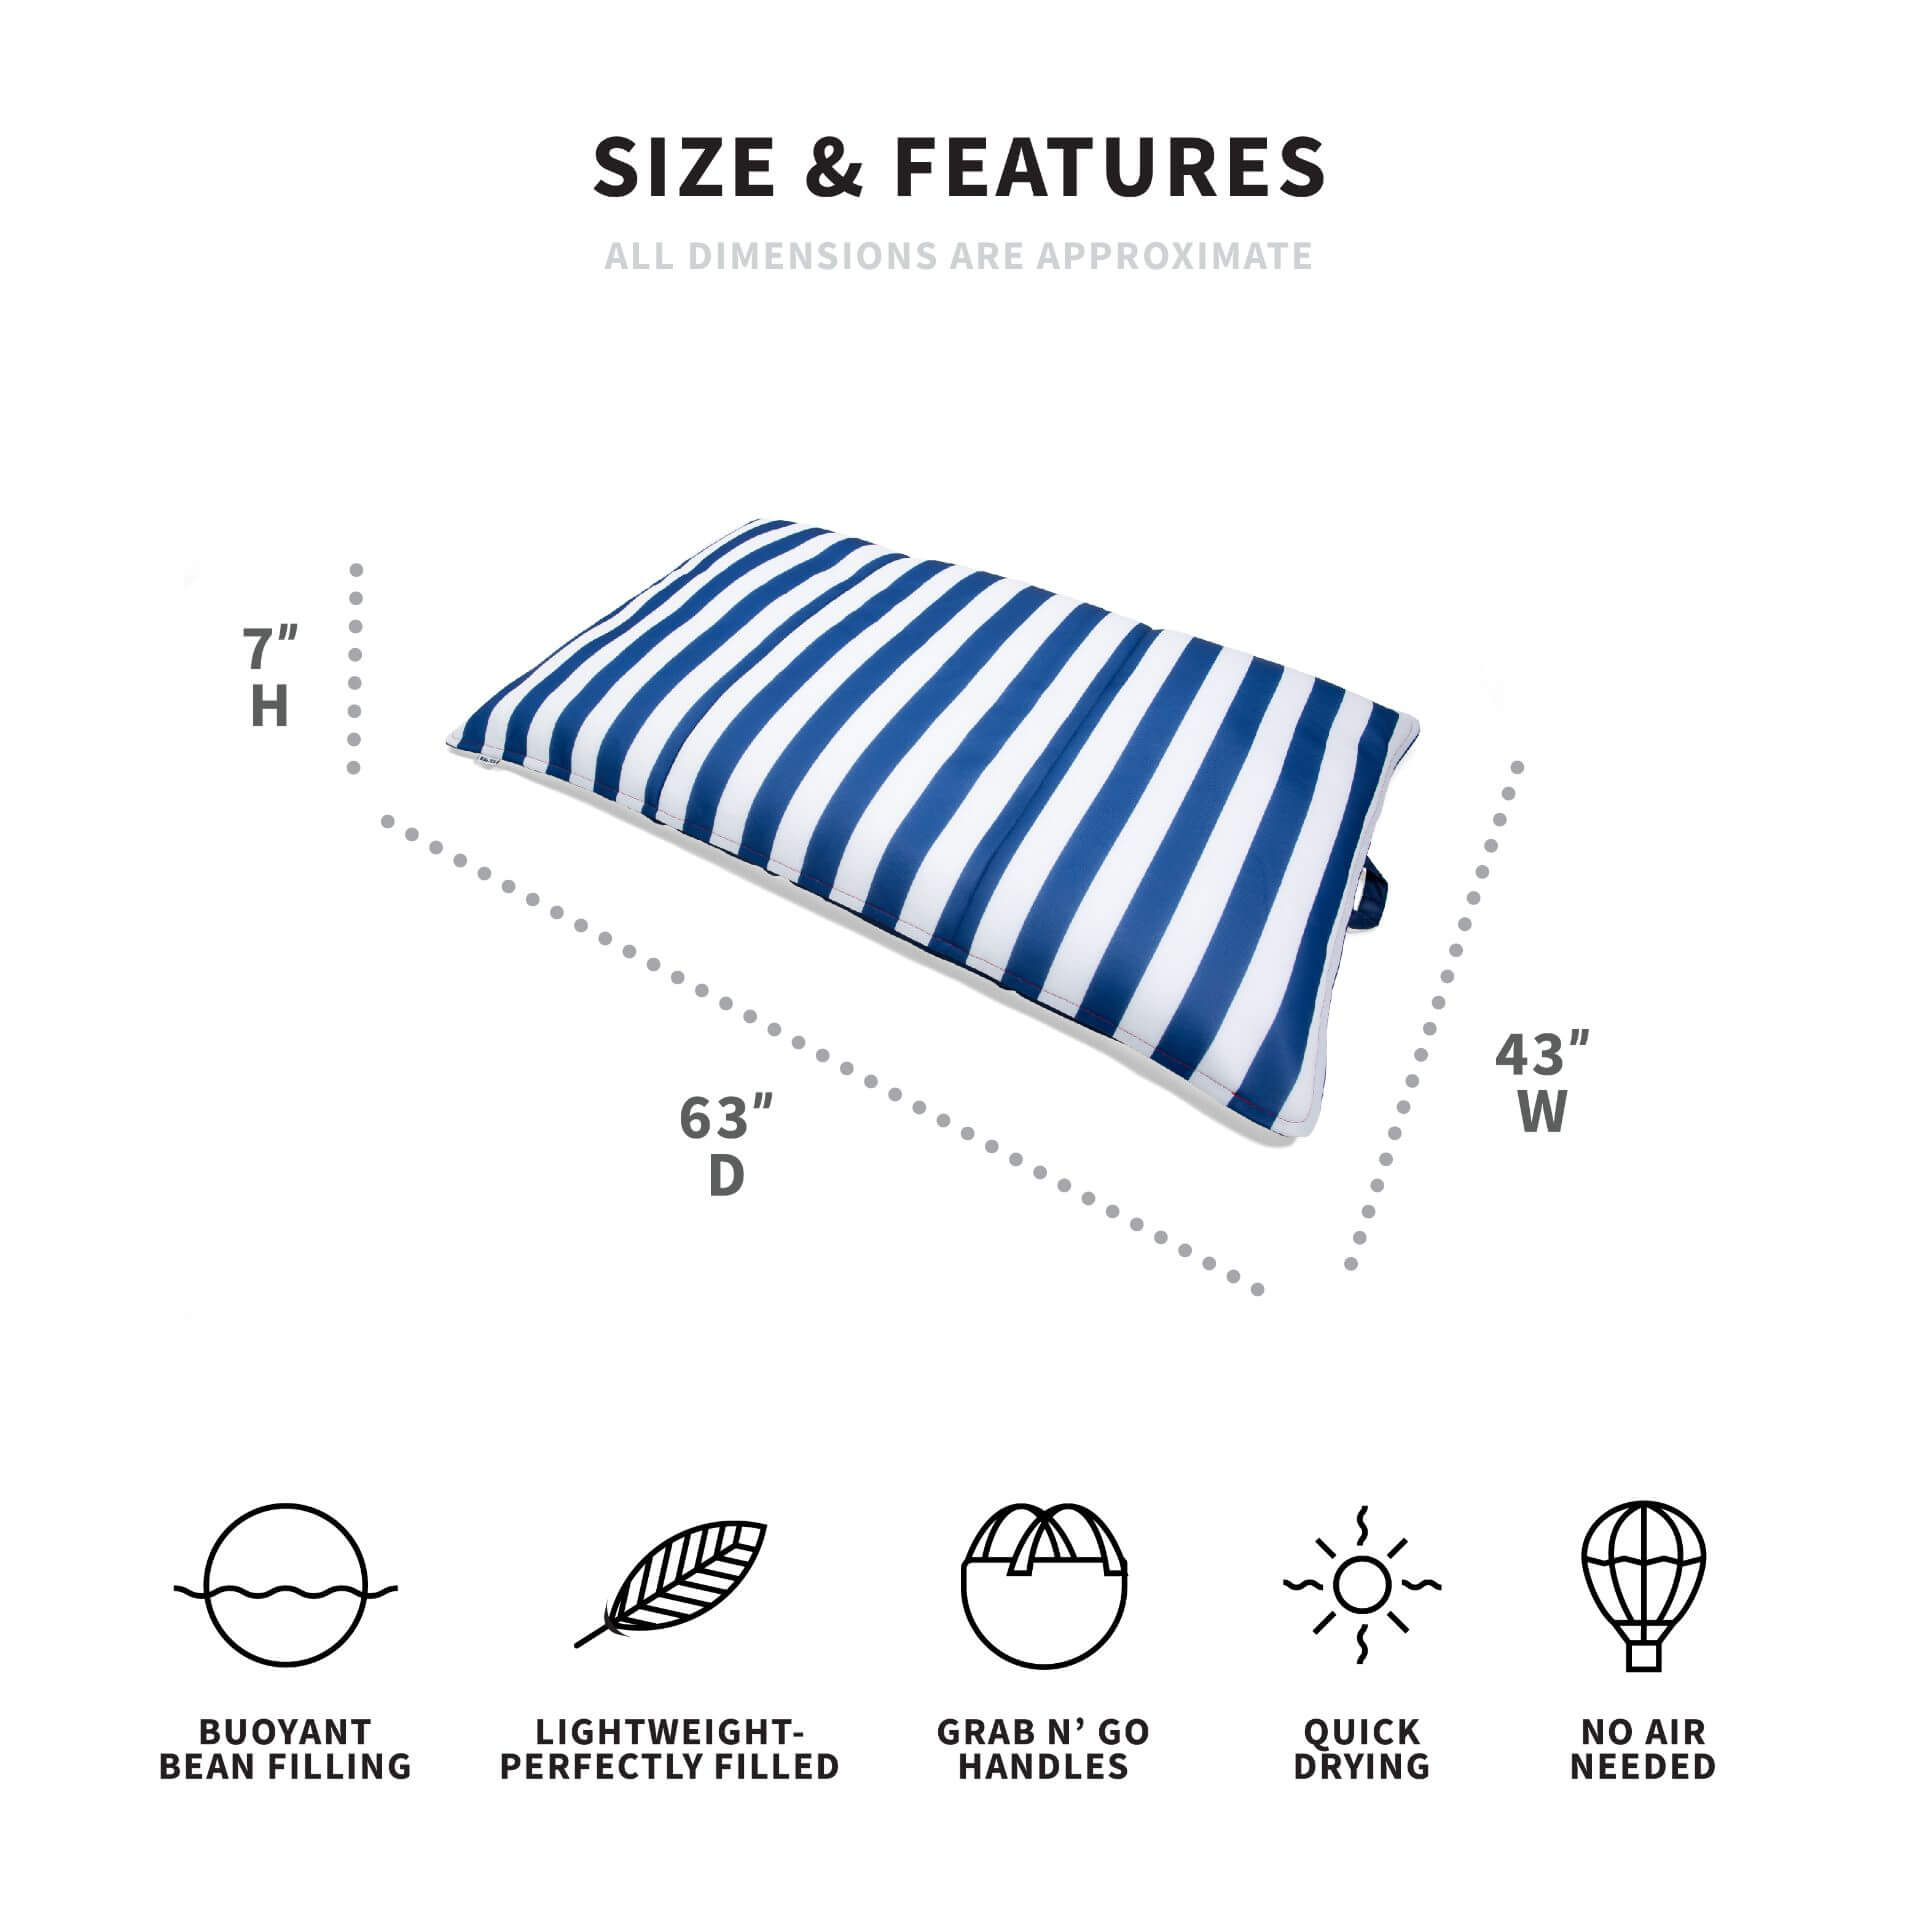 SIZE & FEATURES
ALL DIMENSIONS ARE APPROXIMATE
7"
H
43"
W
63"
D
BUOYANT
BEAN FILLING
LIGHTWEIGHT-
PERFECTLY FILLED
GRAB N’ GO
HANDLES
QUICK
DRYING
NO AIR
NEEDED